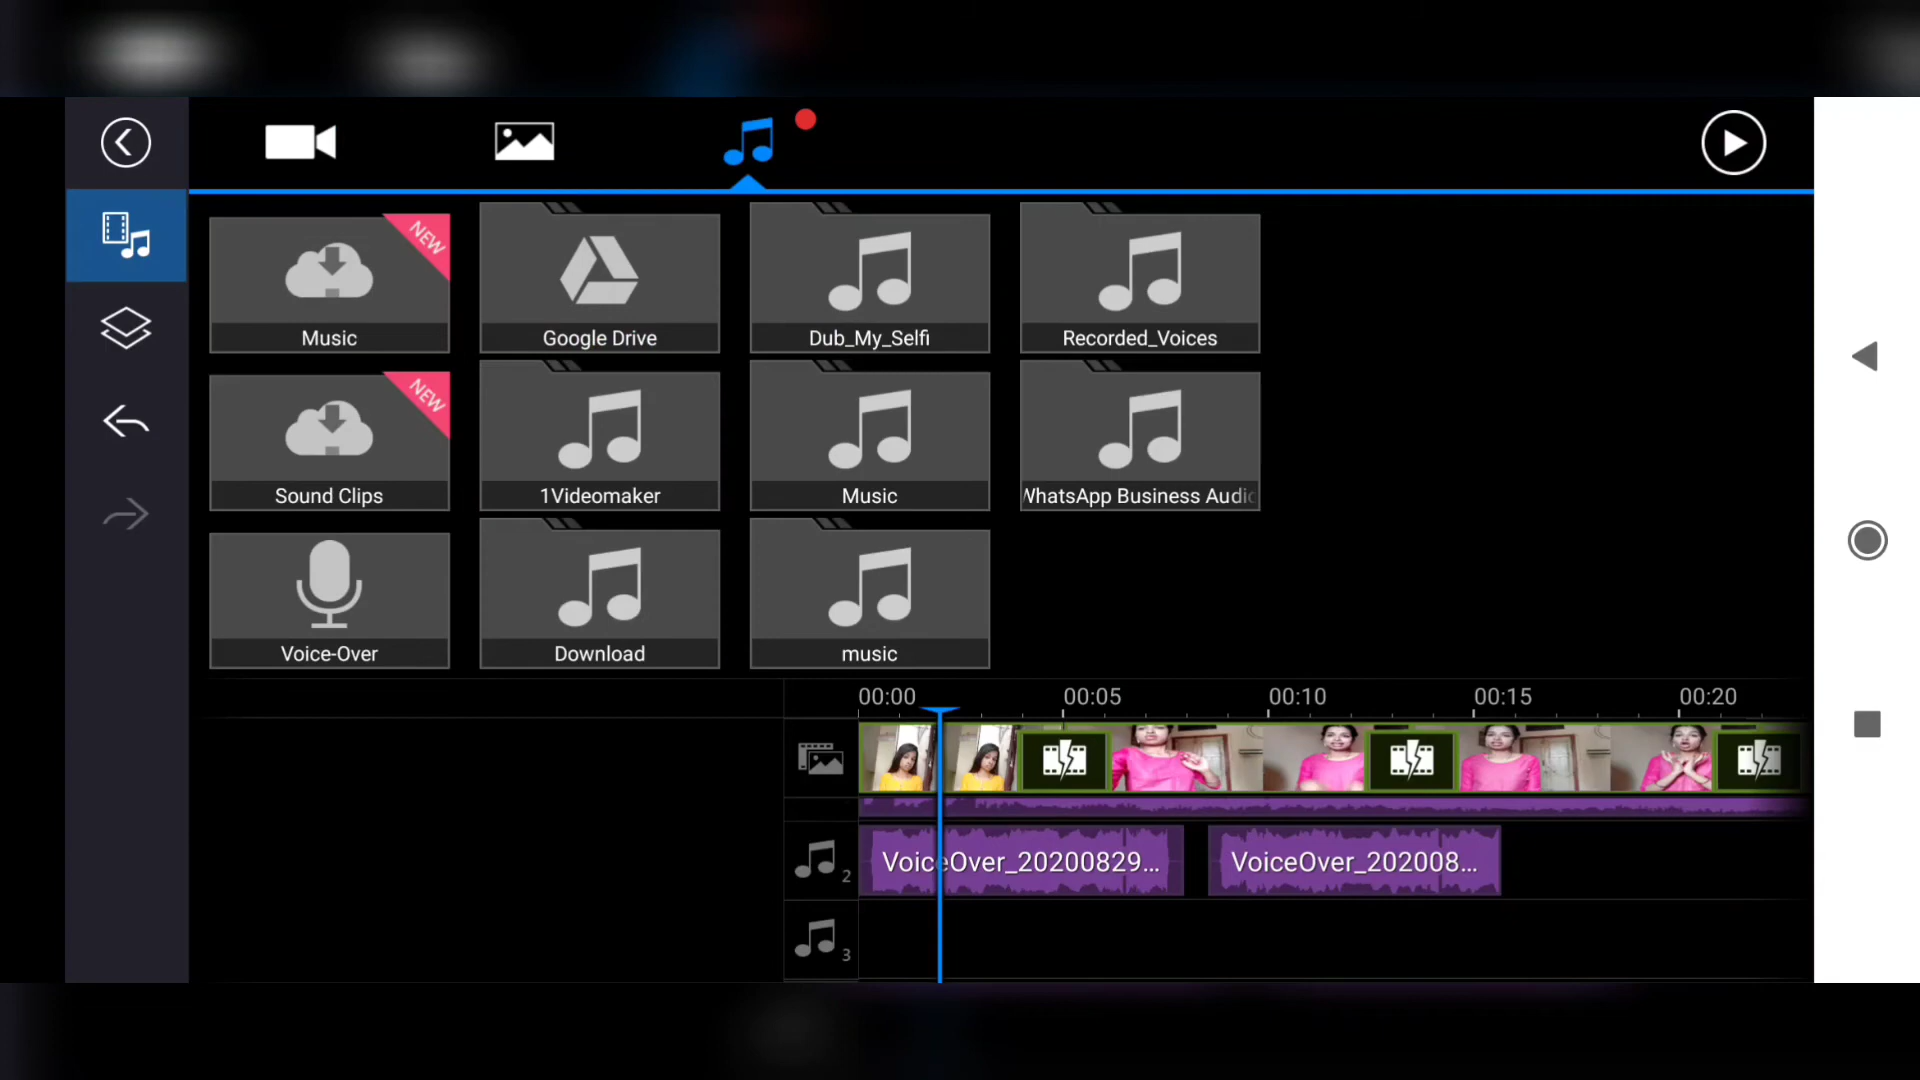 NEW
Music
Google Drive
Dub_My_Selfi
Recorded_Voices
NEW
Sound Clips
1Videomaker
Music
WhatsApp Business Audio
Voice-Over
Download
music
00:00
00:05
00:10
00:15
00:20
VoiceOver_20200829...
VoiceOver_202008...
2
3